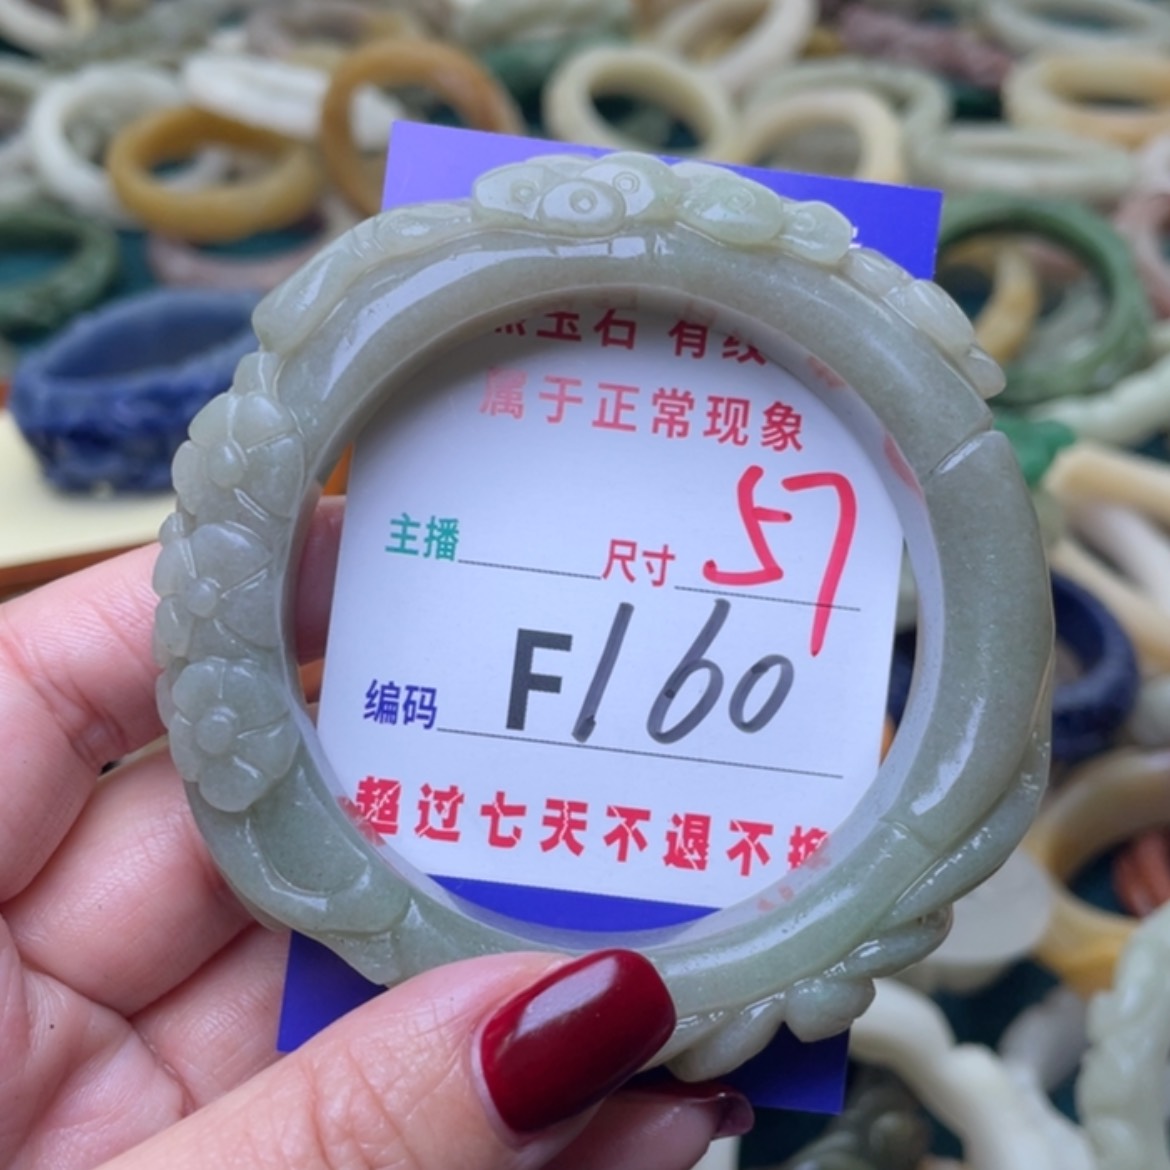 玉石 有纹
属于正常现象
主播 尺寸 57
编码 F160
超过七天不退不换